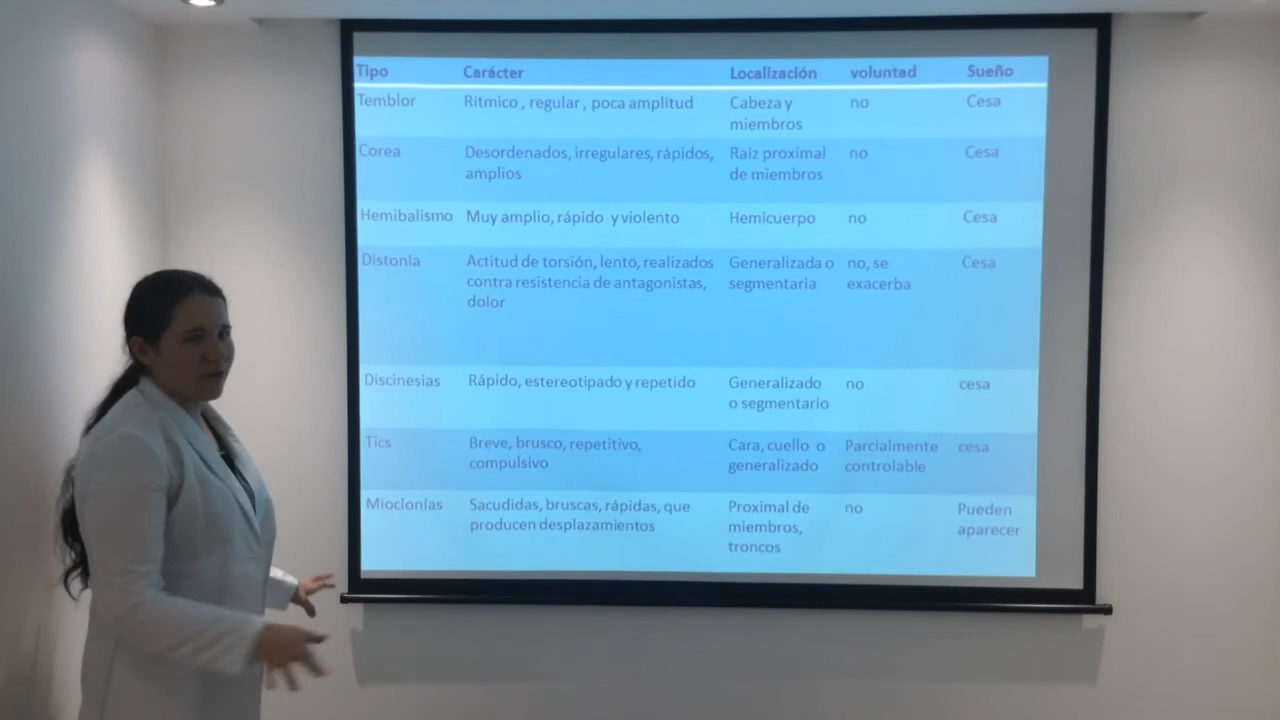 Tipo Carácter Localización voluntad Sueño
Temblor Ritmico , regular , poca amplitud Cabeza y no Cesa
miembros
Corea Desordenados, irregulares, rápidos, Raíz proximal no Cesa
amplios de miembros
Hemibalismo Muy amplio, rápido y violento Hemicuerpo no Cesa
Distonía Actitud de torsión, lento, realizados Generalizada o no, se Cesa
contra resistencia de antagonistas, segmentaria exacerba
dolor
Discinesias Rápido, estereotipado y repetido Generalizado no cesa
o segmentario
Tics Breve, brusco, repetitivo, Cara, cuello o Parcialmente cesa
compulsivo generalizado controlable
Mioclonías Sacudidas, bruscas, rápidas, que Proximal de no Pueden
producen desplazamientos miembros, aparecer
troncos